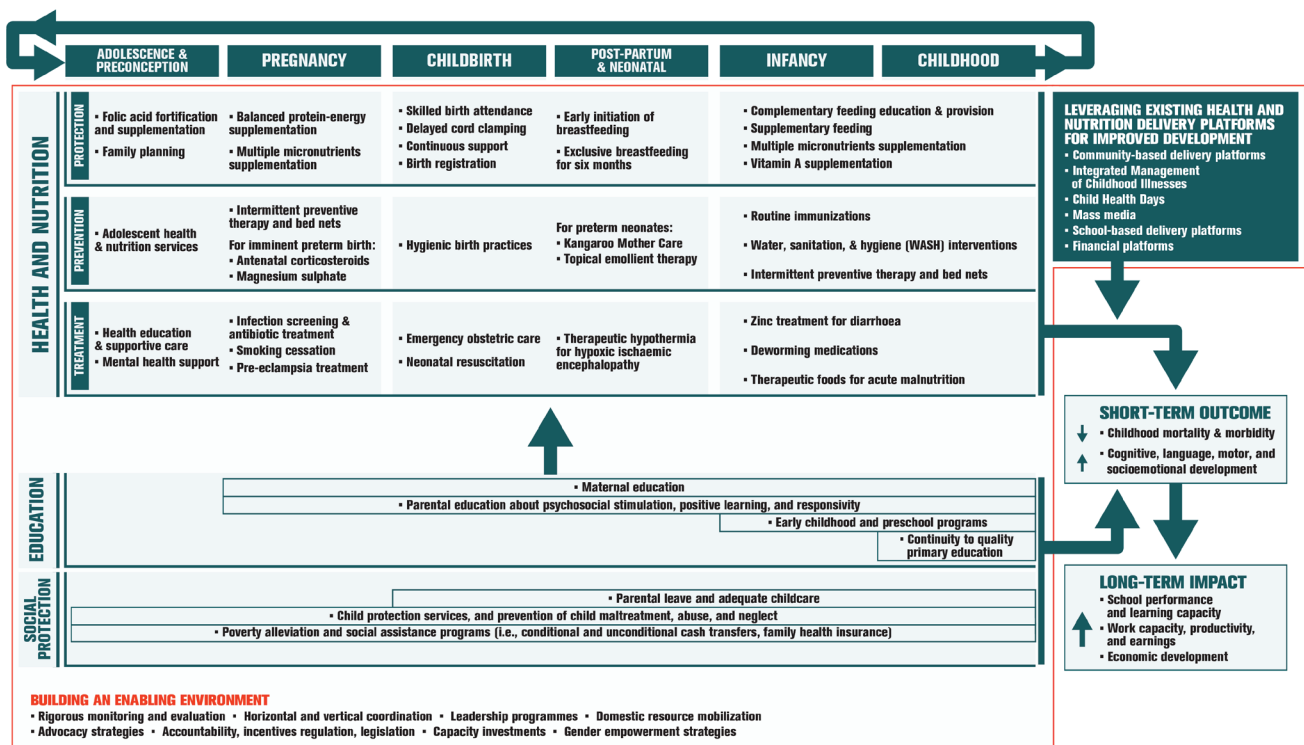 ADOLESCENCE &
PRECONCEPTION
PREGNANCY
CHILDBIRTH
POST-PARTUM
& NEONATAL
INFANCY
CHILDHOOD
HEALTH AND NUTRITION
PROTECTION
▪ Folic acid fortification
and supplementation
▪ Family planning
▪ Balanced protein-energy
supplementation
▪ Multiple micronutrients
supplementation
▪ Skilled birth attendance
▪ Delayed cord clamping
▪ Continuous support
▪ Birth registration
▪ Early initiation of
breastfeeding
▪ Exclusive breastfeeding
for six months
▪ Complementary feeding education & provision
▪ Supplementary feeding
▪ Multiple micronutrients supplementation
▪ Vitamin A supplementation
PREVENTION
▪ Adolescent health
& nutrition services
▪ Intermittent preventive
therapy and bed nets
For imminent preterm birth:
▪ Antenatal corticosteroids
▪ Magnesium sulphate
▪ Hygienic birth practices
For preterm neonates:
▪ Kangaroo Mother Care
▪ Topical emollient therapy
▪ Routine immunizations
▪ Water, sanitation, & hygiene (WASH) interventions
▪ Intermittent preventive therapy and bed nets
TREATMENT
▪ Health education
& supportive care
▪ Mental health support
▪ Infection screening &
antibiotic treatment
▪ Smoking cessation
▪ Pre-eclampsia treatment
▪ Emergency obstetric care
▪ Neonatal resuscitation
▪ Therapeutic hypothermia
for hypoxic ischaemic
encephalopathy
▪ Zinc treatment for diarrhoea
▪ Deworming medications
▪ Therapeutic foods for acute malnutrition
LEVERAGING EXISTING HEALTH AND
NUTRITION DELIVERY PLATFORMS
FOR IMPROVED DEVELOPMENT
▪ Community-based delivery platforms
▪ Integrated Management
of Childhood Illnesses
▪ Child Health Days
▪ Mass media
▪ School-based delivery platforms
▪ Financial platforms
SHORT-TERM OUTCOME
▪ Childhood mortality & morbidity
▪ Cognitive, language, motor, and
socioemotional development
LONG-TERM IMPACT
▪ School performance
and learning capacity
▪ Work capacity, productivity,
and earnings
▪ Economic development
EDUCATION
▪ Maternal education
▪ Parental education about psychosocial stimulation, positive learning, and responsivity
▪ Early childhood and preschool programs
▪ Continuity to quality
primary education
SOCIAL
PROTECTION
▪ Parental leave and adequate childcare
▪ Child protection services, and prevention of child maltreatment, abuse, and neglect
▪ Poverty alleviation and social assistance programs (i.e., conditional and unconditional cash transfers, family health insurance)
BUILDING AN ENABLING ENVIRONMENT
▪ Rigorous monitoring and evaluation ▪ Horizontal and vertical coordination ▪ Leadership programmes ▪ Domestic resource mobilization
▪ Advocacy strategies ▪ Accountability, incentives regulation, legislation ▪ Capacity investments ▪ Gender empowerment strategies